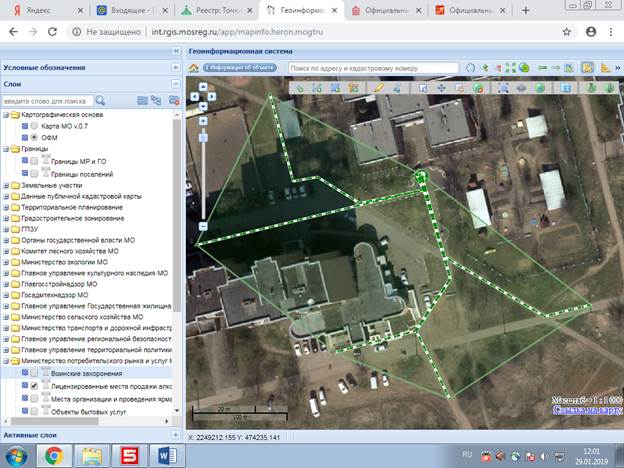 Яндекс
Входящие - П
Реестр: Точки
Геоинформа
Официальны
Официальны
Не защищено | int.rgis.mosreg.ru/app/mapinfo.heron.mogtru
Геоинформационная система
Условные обозначения
Информация об объекте
Поиск по адресу и кадастровому номеру
Слои
введите слово для поиска
Картографическая основа
Карта МО v.0.7
ОФМ
Границы
Границы МР и ГО
Границы поселений
Земельные участки
Данные публичной кадастровой карты
Территориальное планирование
Градостроительное зонирование
ГПЗУ
Органы государственной власти МО
Комитет лесного хозяйства МО
Министерство экологии МО
Главное управление культурного наследия МО
Главгосстройнадзор МО
Госадмтехнадзор МО
Главное управление Государственная жилищна
Министерство сельского хозяйства МО
Министерство транспорта и дорожной инфрастр
Главное управление региональной безопасност
Главное управление территориальной политики
Министерство потребительского рынка и услуг М
Воинские захоронения
Лицензированные места продажи алко
Места организации и проведения ярма
Объекты бытовых услуг
Активные слои
20 m
100 ft
Масштаб = 1 : 1 000
Ссылка на карту
X: 2249212.155 Y: 474235.141
RU
12:01
29.01.2019